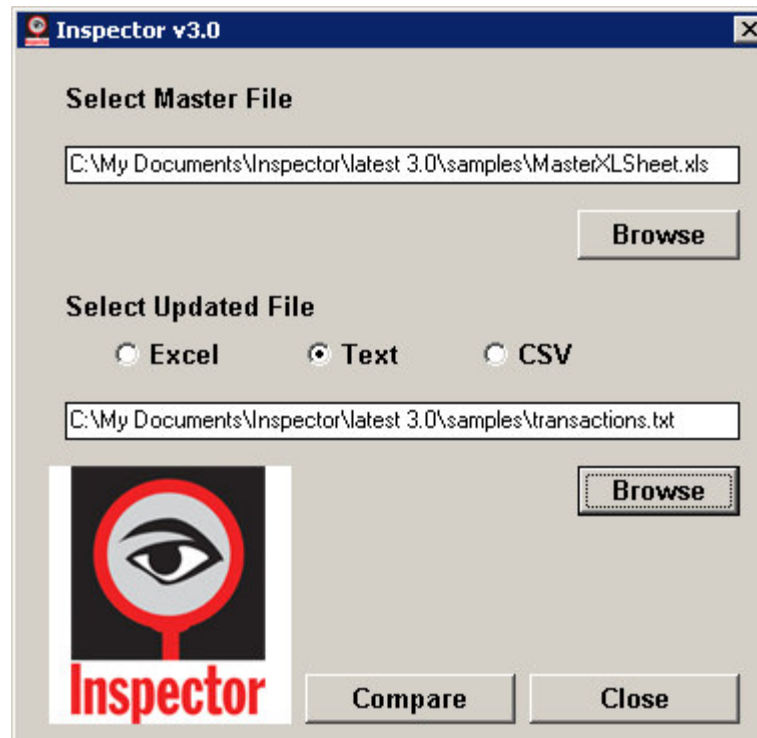 Inspector v3.0
Select Master File
C:\My Documents\Inspector\latest 3.0\samples\MasterXLSheet.xls
Browse
Select Updated File
Excel Text CSV
C:\My Documents\Inspector\latest 3.0\samples\transactions.txt
Browse
Inspector
Compare Close